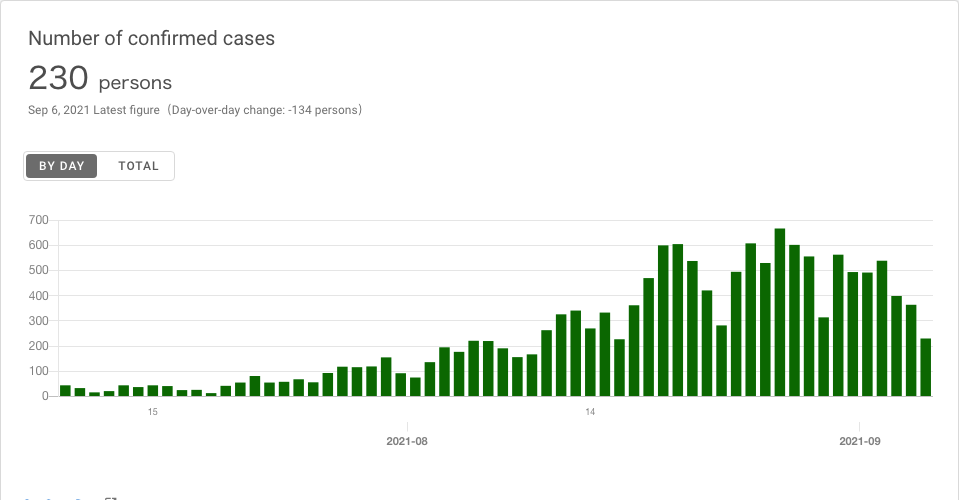 Number of confirmed cases
230 persons
Sep 6, 2021 Latest figure（Day-over-day change: -134 persons）
BY DAY TOTAL
700
600
500
400
300
200
100
0
15 14
2021-08 2021-09